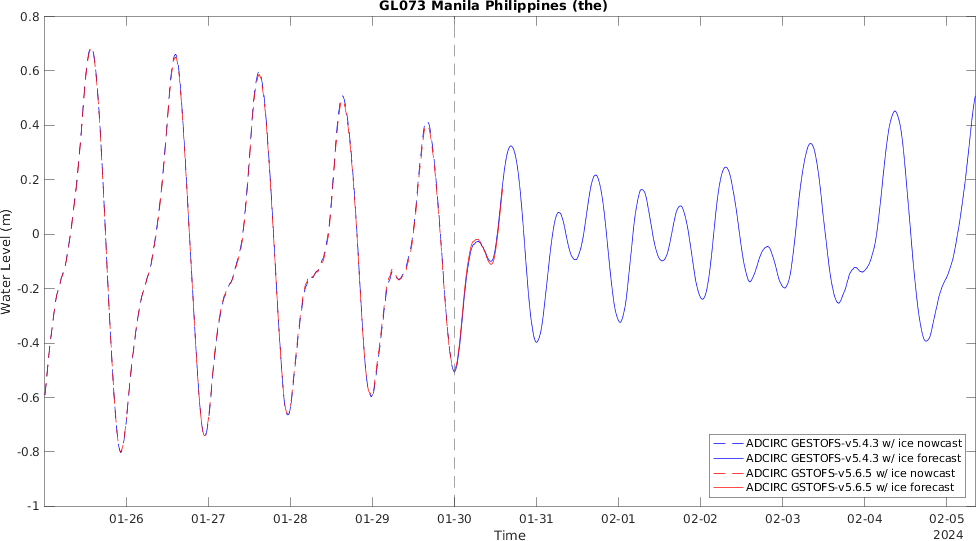 GL073 Manila Philippines (the)
0.8
0.6
0.4
0.2
0
-0.2
-0.4
-0.6
-0.8
-1
Water Level (m)
01-26 01-27 01-28 01-29 01-30 01-31 02-01 02-02 02-03 02-04 02-05
2024
Time
ADCIRC GESTOFS-v5.4.3 w/ ice nowcast
ADCIRC GESTOFS-v5.4.3 w/ ice forecast
ADCIRC GSTOFS-v5.6.5 w/ ice nowcast
ADCIRC GSTOFS-v5.6.5 w/ ice forecast